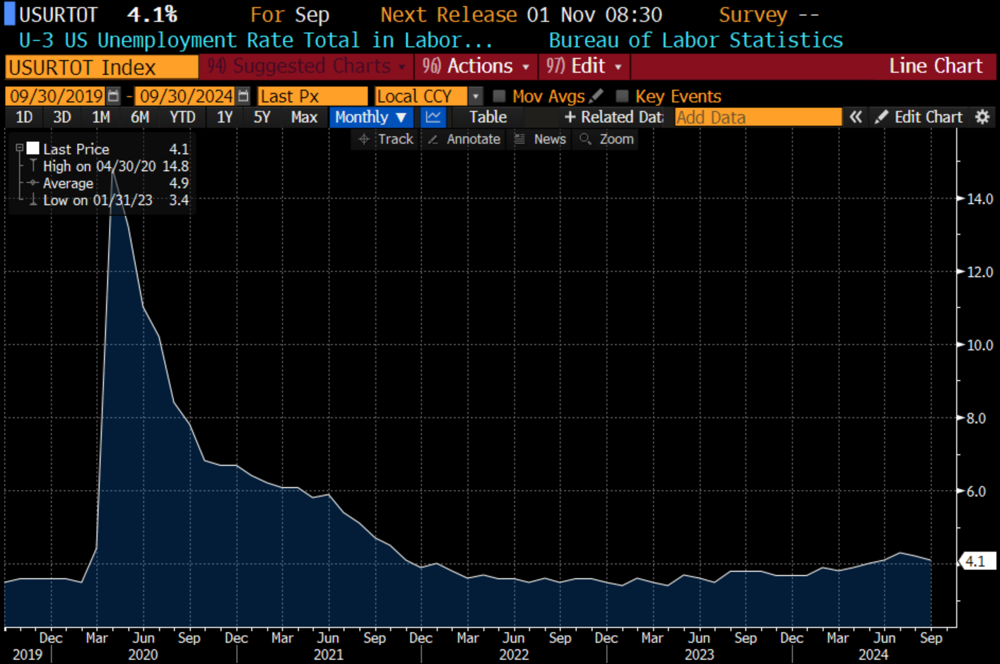 USURTOT 4.1% For Sep Next Release 01 Nov 08:30 Survey --
U-3 US Unemployment Rate Total in Labor... Bureau of Labor Statistics
USURTOT Index 94) Suggested Charts 96) Actions 97) Edit Line Chart
09/30/2019 - 09/30/2024 Last Px Local CCY Mov Avgs Key Events
1D 3D 1M 6M YTD 1Y 5Y Max Monthly ▼ Table + Related Dat Add Data « Edit Chart
Track Annotate News Zoom
Last Price 4.1
High on 04/30/20 14.8
Average 4.9
Low on 01/31/23 3.4
14.0
12.0
10.0
8.0
6.0
4.1
Dec Mar Jun Sep Dec Mar Jun Sep Dec Mar Jun Sep Dec Mar Jun Sep Dec Mar Jun Sep
2019 2020 2021 2022 2023 2024